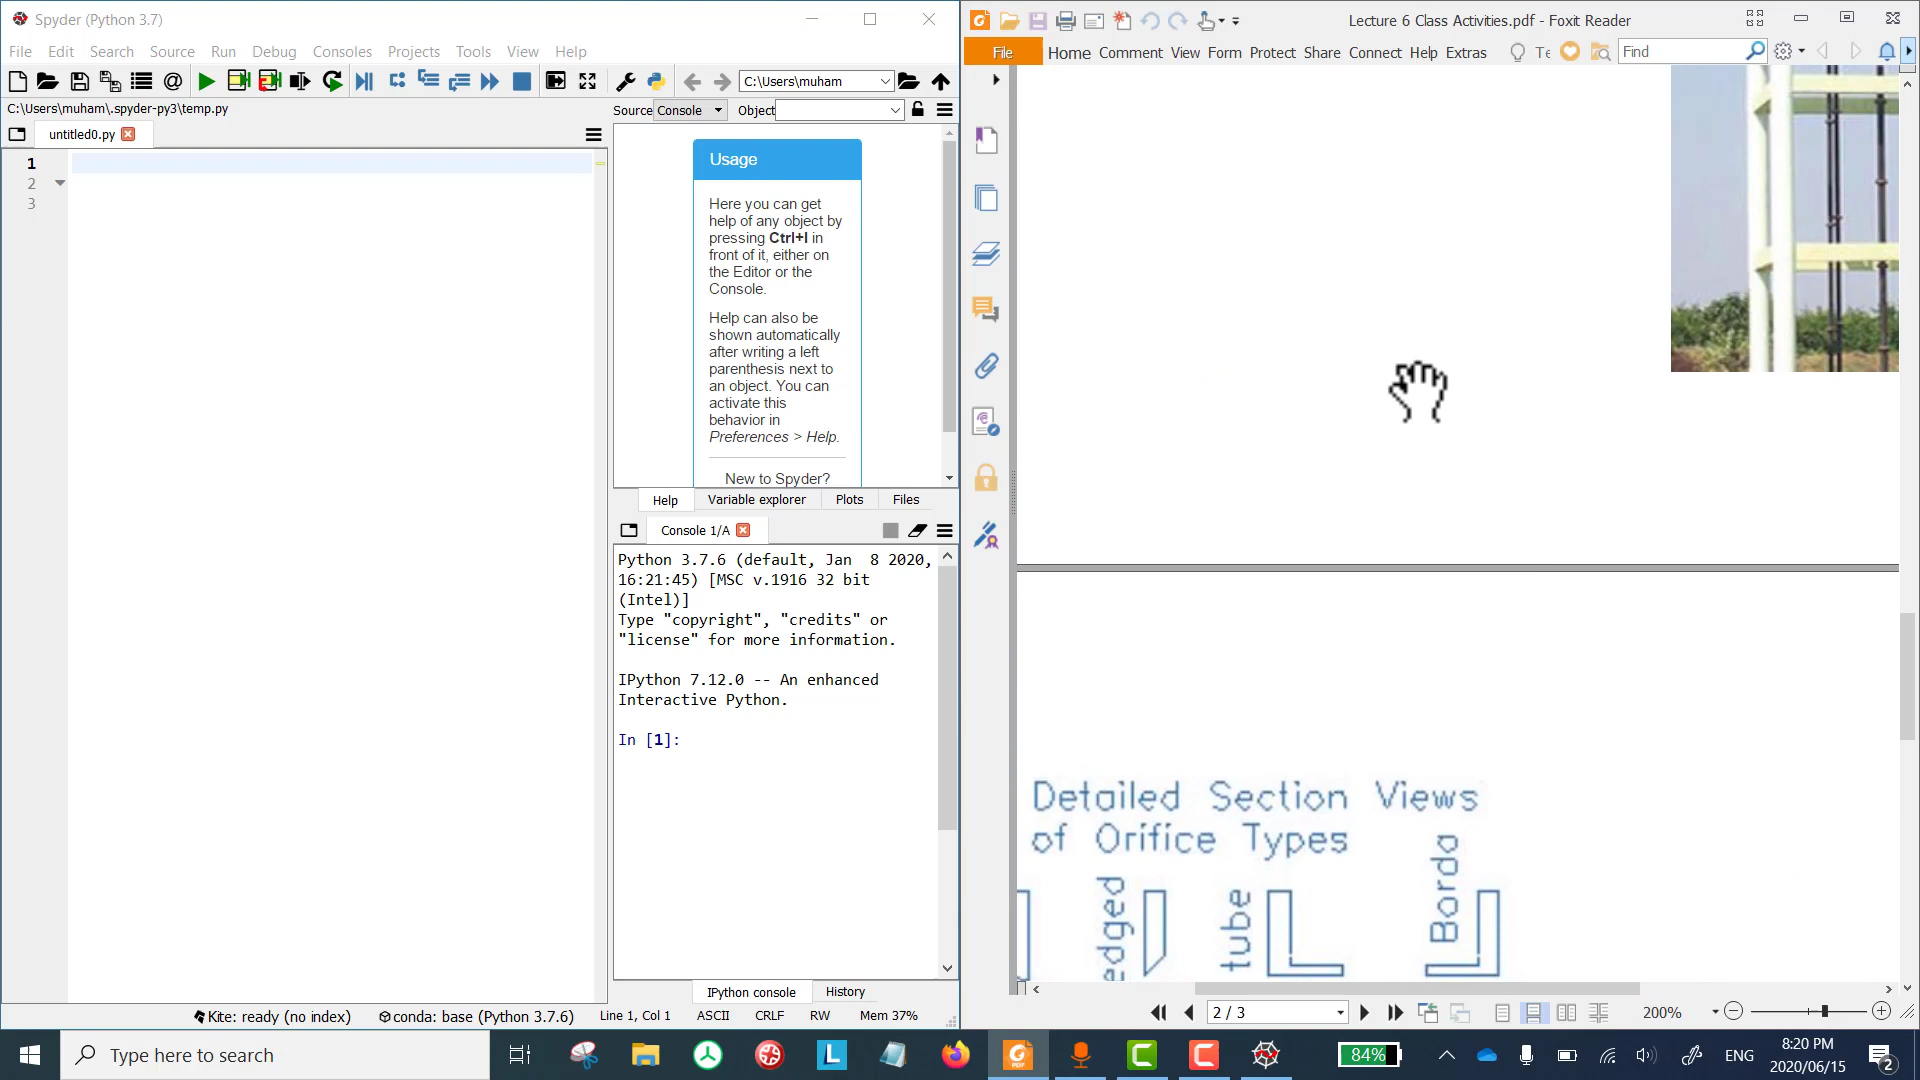 Spyder (Python 3.7)
File Edit Search Source Run Debug Consoles Projects Tools View Help
C:\Users\muham
C:\Users\muham\.spyder-py3\temp.py
Source Console Object
untitled0.py
1
2
3
Usage
Here you can get
help of any object by
pressing Ctrl+I in
front of it, either on
the Editor or the
Console.
Help can also be
shown automatically
after writing a left
parenthesis next to
an object. You can
activate this
behavior in
Preferences > Help.
New to Spyder?
Help Variable explorer Plots Files
Console 1/A
Python 3.7.6 (default, Jan 8 2020,
16:21:45) [MSC v.1916 32 bit
(Intel)]
Type "copyright", "credits" or
"license" for more information.
IPython 7.12.0 -- An enhanced
Interactive Python.
In [1]:
IPython console History
Kite: ready (no index) conda: base (Python 3.7.6) Line 1, Col 1 ASCII CRLF RW Mem 37%
Lecture 6 Class Activities.pdf - Foxit Reader
File Home Comment View Form Protect Share Connect Help Extras Te Find
Detailed Section Views
of Orifice Types
edged
tube
Borda
2 / 3
200%
Type here to search
L
PDF
84%
ENG
8:20 PM
2020/06/15
2